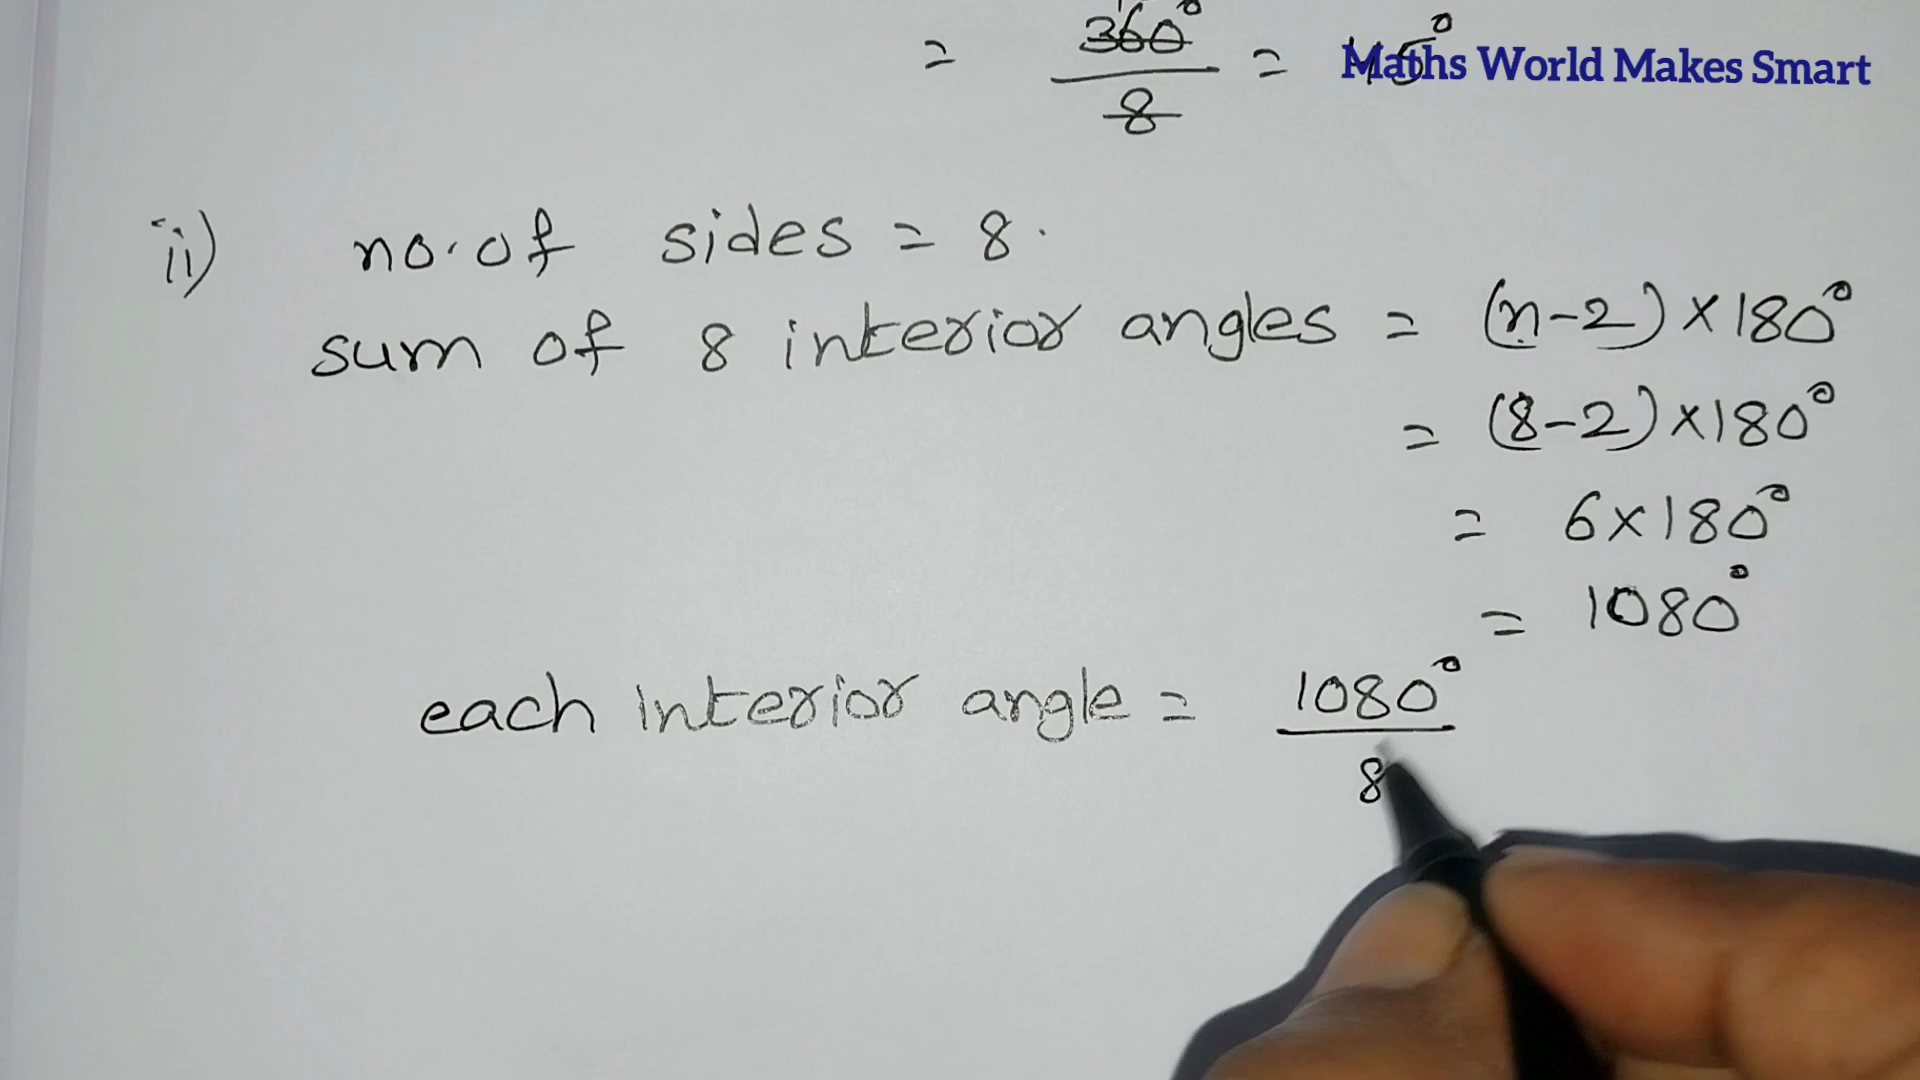 = 360° / 8 = 45°
Maths World Makes Smart
ii) no. of sides = 8.
sum of 8 interior angles = (n-2) × 180°
= (8-2) × 180°
= 6 × 180°
= 1080°
each interior angle = 1080° / 8